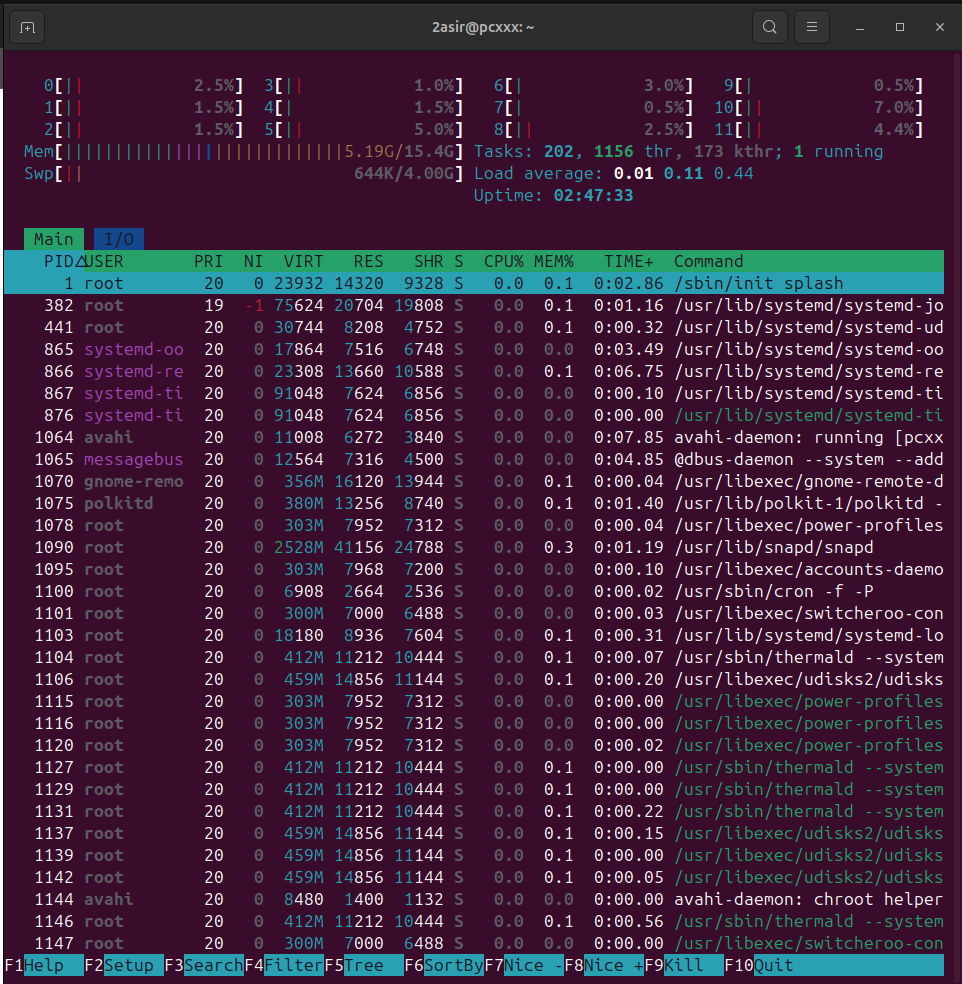 2asir@pcxxx: ~
0[|| 2.5%] 3[|| 1.0%] 6[| 3.0%] 9[| 0.5%]
1[|| 1.5%] 4[| 1.5%] 7[| 0.5%] 10[|| 7.0%]
2[|| 1.5%] 5[|| 5.0%] 8[|| 2.5%] 11[|| 4.4%]
Mem[||||||||||||||||||||||||||||5.19G/15.4G] Tasks: 202, 1156 thr, 173 kthr; 1 running
Swp[|| 644K/4.00G] Load average: 0.01 0.11 0.44
Uptime: 02:47:33
Main I/O
PID△USER PRI NI VIRT RES SHR S CPU% MEM% TIME+ Command
1 root 20 0 23932 14320 9328 S 0.0 0.1 0:02.86 /sbin/init splash
382 root 19 -1 75624 20704 19808 S 0.0 0.1 0:01.16 /usr/lib/systemd/systemd-jo
441 root 20 0 30744 8208 4752 S 0.0 0.1 0:00.32 /usr/lib/systemd/systemd-ud
865 systemd-oo 20 0 17864 7516 6748 S 0.0 0.0 0:03.49 /usr/lib/systemd/systemd-oo
866 systemd-re 20 0 23308 13660 10588 S 0.0 0.1 0:06.75 /usr/lib/systemd/systemd-re
867 systemd-ti 20 0 91048 7624 6856 S 0.0 0.0 0:00.10 /usr/lib/systemd/systemd-ti
876 systemd-ti 20 0 91048 7624 6856 S 0.0 0.0 0:00.00 /usr/lib/systemd/systemd-ti
1064 avahi 20 0 11008 6272 3840 S 0.0 0.0 0:07.85 avahi-daemon: running [pcxx
1065 messagebus 20 0 12564 7316 4500 S 0.0 0.0 0:04.85 @dbus-daemon --system --add
1070 gnome-remo 20 0 356M 16120 13944 S 0.0 0.1 0:00.04 /usr/libexec/gnome-remote-d
1075 polkitd 20 0 380M 13256 8740 S 0.0 0.1 0:01.40 /usr/lib/polkit-1/polkitd -
1078 root 20 0 303M 7952 7312 S 0.0 0.0 0:00.04 /usr/libexec/power-profiles
1090 root 20 0 2528M 41156 24788 S 0.0 0.3 0:01.19 /usr/lib/snapd/snapd
1095 root 20 0 303M 7968 7200 S 0.0 0.0 0:00.10 /usr/libexec/accounts-daemo
1100 root 20 0 6908 2664 2536 S 0.0 0.0 0:00.02 /usr/sbin/cron -f -P
1101 root 20 0 300M 7000 6488 S 0.0 0.0 0:00.03 /usr/libexec/switcheroo-con
1103 root 20 0 18180 8936 7604 S 0.0 0.1 0:00.31 /usr/lib/systemd/systemd-lo
1104 root 20 0 412M 11212 10444 S 0.0 0.1 0:00.07 /usr/sbin/thermald --system
1106 root 20 0 459M 14856 11144 S 0.0 0.1 0:00.20 /usr/libexec/udisks2/udisks
1115 root 20 0 303M 7952 7312 S 0.0 0.0 0:00.00 /usr/libexec/power-profiles
1116 root 20 0 303M 7952 7312 S 0.0 0.0 0:00.00 /usr/libexec/power-profiles
1120 root 20 0 303M 7952 7312 S 0.0 0.0 0:00.02 /usr/libexec/power-profiles
1127 root 20 0 412M 11212 10444 S 0.0 0.1 0:00.00 /usr/sbin/thermald --system
1129 root 20 0 412M 11212 10444 S 0.0 0.1 0:00.00 /usr/sbin/thermald --system
1131 root 20 0 412M 11212 10444 S 0.0 0.1 0:00.22 /usr/sbin/thermald --system
1137 root 20 0 459M 14856 11144 S 0.0 0.1 0:00.15 /usr/libexec/udisks2/udisks
1139 root 20 0 459M 14856 11144 S 0.0 0.1 0:00.00 /usr/libexec/udisks2/udisks
1142 root 20 0 459M 14856 11144 S 0.0 0.1 0:00.05 /usr/libexec/udisks2/udisks
1144 avahi 20 0 8480 1400 1132 S 0.0 0.0 0:00.00 avahi-daemon: chroot helper
1146 root 20 0 412M 11212 10444 S 0.0 0.1 0:00.56 /usr/sbin/thermald --system
1147 root 20 0 300M 7000 6488 S 0.0 0.0 0:00.00 /usr/libexec/switcheroo-con
F1Help F2Setup F3SearchF4FilterF5Tree F6SortByF7Nice -F8Nice +F9Kill F10Quit